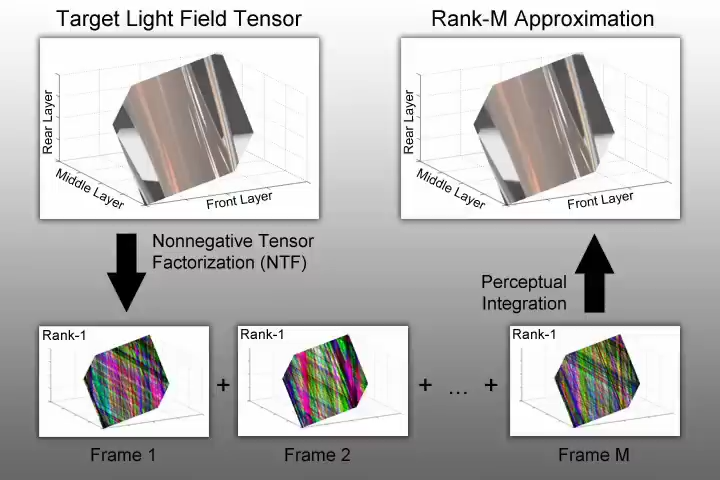 Target Light Field Tensor
Rank-M Approximation
Rear Layer
Middle Layer
Front Layer
Rear Layer
Middle Layer
Front Layer
Nonnegative Tensor
Factorization (NTF)
Perceptual
Integration
Rank-1
Rank-1
Rank-1
+
+ ... +
Frame 1
Frame 2
Frame M